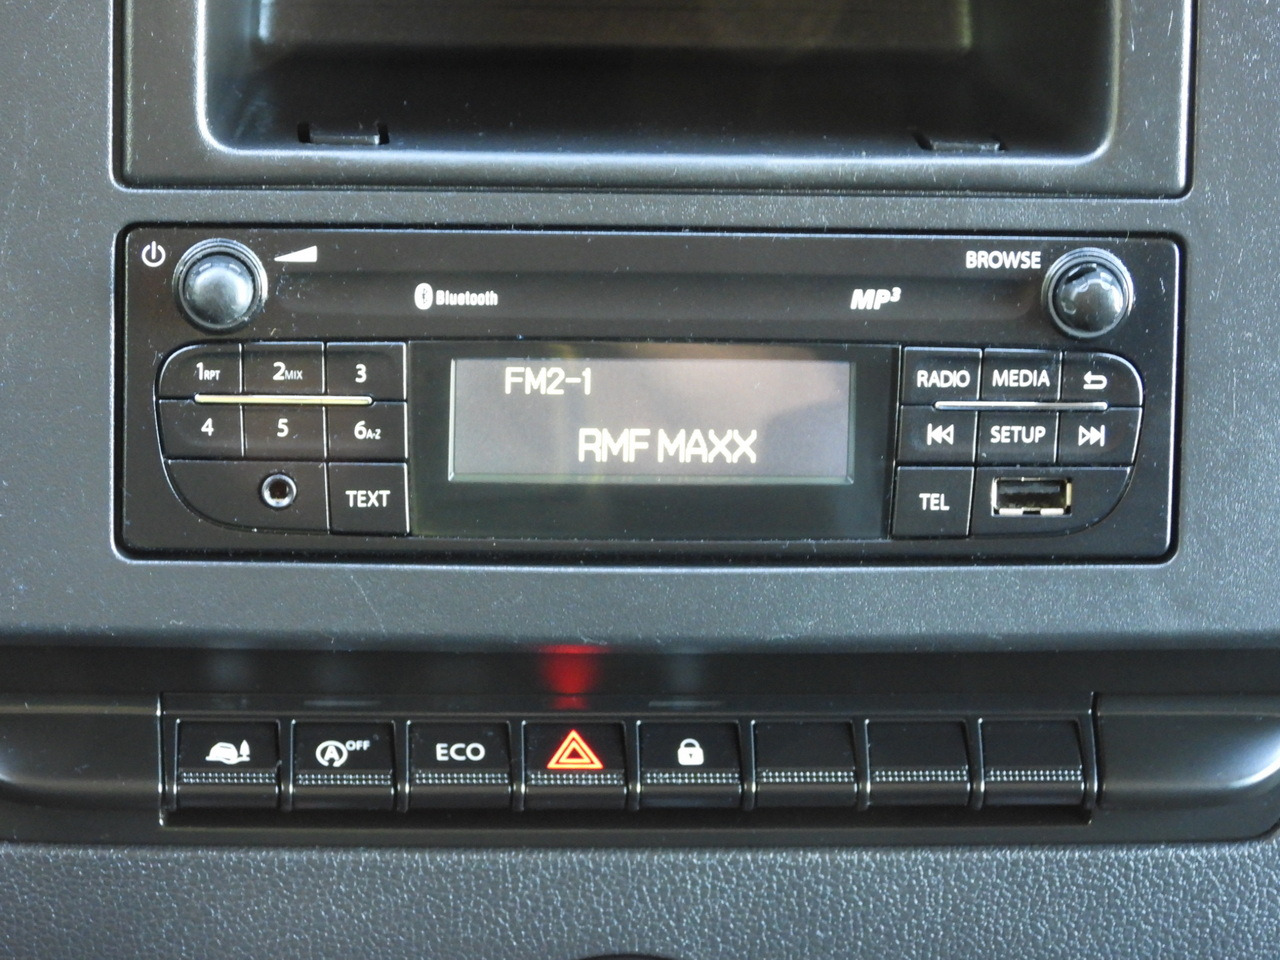 BROWSE
Bluetooth
MP3
1RPT
2MIX
3
4
5
6A-Z
TEXT
FM2-1
RMF MAXX
RADIO
MEDIA
SETUP
TEL
A OFF
ECO